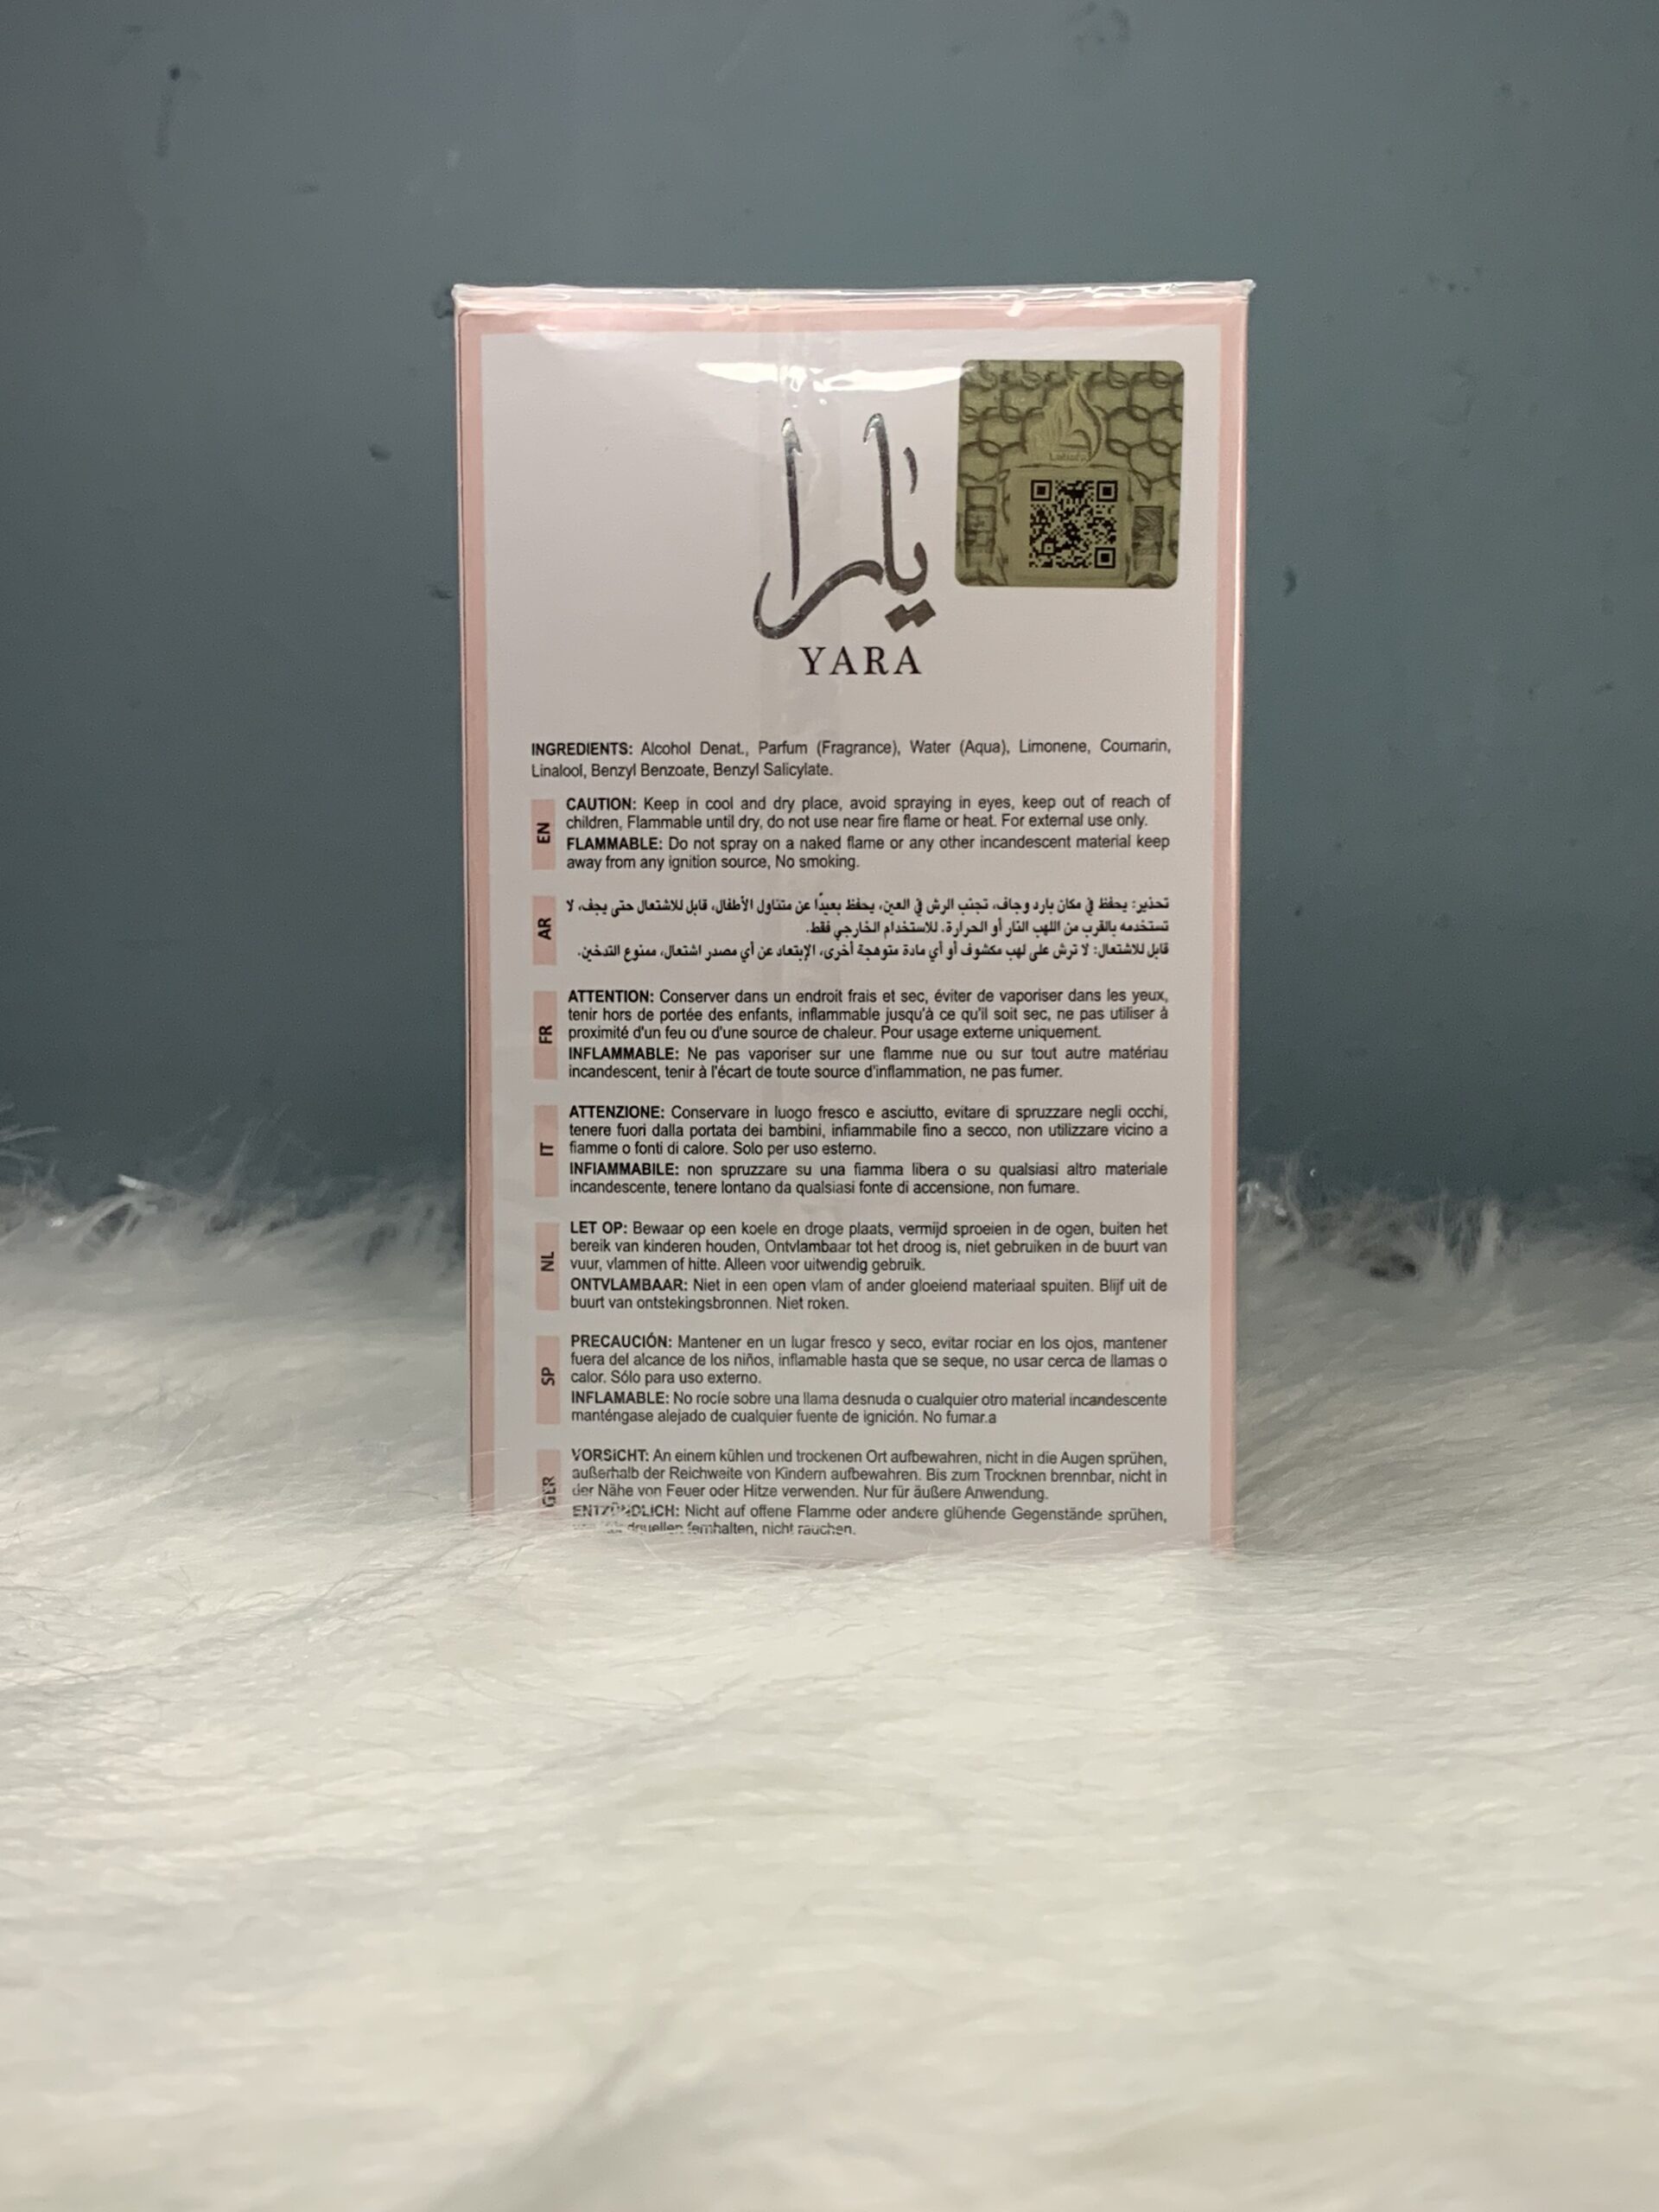 يارا
YARA
Lattafa
INGREDIENTS: Alcohol Denat., Parfum (Fragrance), Water (Aqua), Limonene, Coumarin,
Linalool, Benzyl Benzoate, Benzyl Salicylate.
EN
CAUTION: Keep in cool and dry place, avoid spraying in eyes, keep out of reach of
children, Flammable until dry, do not use near fire flame or heat. For external use only.
FLAMMABLE: Do not spray on a naked flame or any other incandescent material keep
away from any ignition source, No smoking.
AR
تحذير: يحفظ في مكان بارد وجاف، تجنب الرش في العين، يحفظ بعيدًا عن متناول الأطفال، قابل للاشتعال حتى يجف، لا
تستخدمه بالقرب من اللهب النار أو الحرارة. للاستخدام الخارجي فقط.
قابل للاشتعال: لا ترش على لهب مكشوف أو أي مادة متوهجة أخرى، الإبتعاد عن أي مصدر اشتعال، ممنوع التدخين.
FR
ATTENTION: Conserver dans un endroit frais et sec, éviter de vaporiser dans les yeux,
tenir hors de portée des enfants, inflammable jusqu'à ce qu'il soit sec, ne pas utiliser à
proximité d'un feu ou d'une source de chaleur. Pour usage externe uniquement.
INFLAMMABLE: Ne pas vaporiser sur une flamme nue ou sur tout autre matériau
incandescent, tenir à l'écart de toute source d'inflammation, ne pas fumer.
IT
ATTENZIONE: Conservare in luogo fresco e asciutto, evitare di spruzzare negli occhi,
tenere fuori dalla portata dei bambini, infiammabile fino a secco, non utilizzare vicino a
fiamme o fonti di calore. Solo per uso esterno.
INFIAMMABILE: non spruzzare su una fiamma libera o su qualsiasi altro materiale
incandescente, tenere lontano da qualsiasi fonte di accensione, non fumare.
NL
LET OP: Bewaar op een koele en droge plaats, vermijd sproeien in de ogen, buiten het
bereik van kinderen houden, Ontvlambaar tot het droog is, niet gebruiken in de buurt van
vuur, vlammen of hitte. Alleen voor uitwendig gebruik.
ONTVLAMBAAR: Niet in een open vlam of ander gloeiend materiaal spuiten. Blijf uit de
buurt van ontstekingsbronnen. Niet roken.
SP
PRECAUCIÓN: Mantener en un lugar fresco y seco, evitar rociar en los ojos, mantener
fuera del alcance de los niños, inflamable hasta que se seque, no usar cerca de llamas o
calor. Sólo para uso externo.
INFLAMABLE: No rocíe sobre una llama desnuda o cualquier otro material incandescente
manténgase alejado de cualquier fuente de ignición. No fumar.a
GER
VORSICHT: An einem kühlen und trockenen Ort aufbewahren, nicht in die Augen sprühen,
außerhalb der Reichweite von Kindern aufbewahren. Bis zum Trocknen brennbar, nicht in
der Nähe von Feuer oder Hitze verwenden. Nur für äußere Anwendung.
ENTZÜNDLICH: Nicht auf offene Flamme oder andere glühende Gegenstände sprühen,
fernhalten, nicht rauchen.